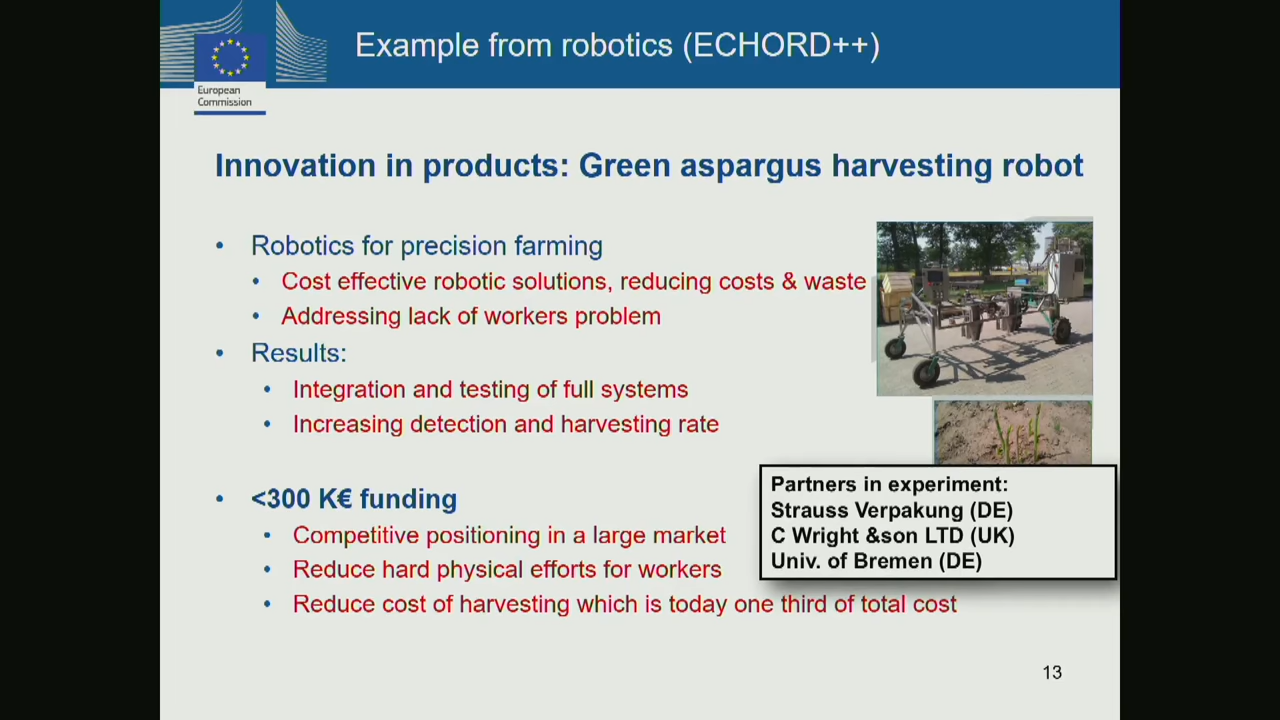 Example from robotics (ECHORD++)
European
Commission
Innovation in products: Green aspargus harvesting robot
• Robotics for precision farming
• Cost effective robotic solutions, reducing costs & waste
• Addressing lack of workers problem
• Results:
• Integration and testing of full systems
• Increasing detection and harvesting rate
• <300 K€ funding
• Competitive positioning in a large market
• Reduce hard physical efforts for workers
• Reduce cost of harvesting which is today one third of total cost
Partners in experiment:
Strauss Verpakung (DE)
C Wright &son LTD (UK)
Univ. of Bremen (DE)
13